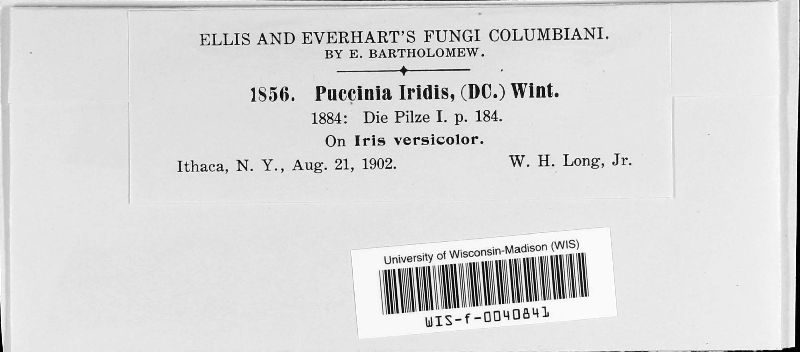 ELLIS AND EVERHART'S FUNGI COLUMBIANI.
BY E. BARTHOLOMEW.
1856. Puccinia Iridis, (DC.) Wint.
1884: Die Pilze I. p. 184.
On Iris versicolor.
Ithaca, N. Y., Aug. 21, 1902. W. H. Long, Jr.
University of Wisconsin-Madison (WIS)
WIS-f-0040841